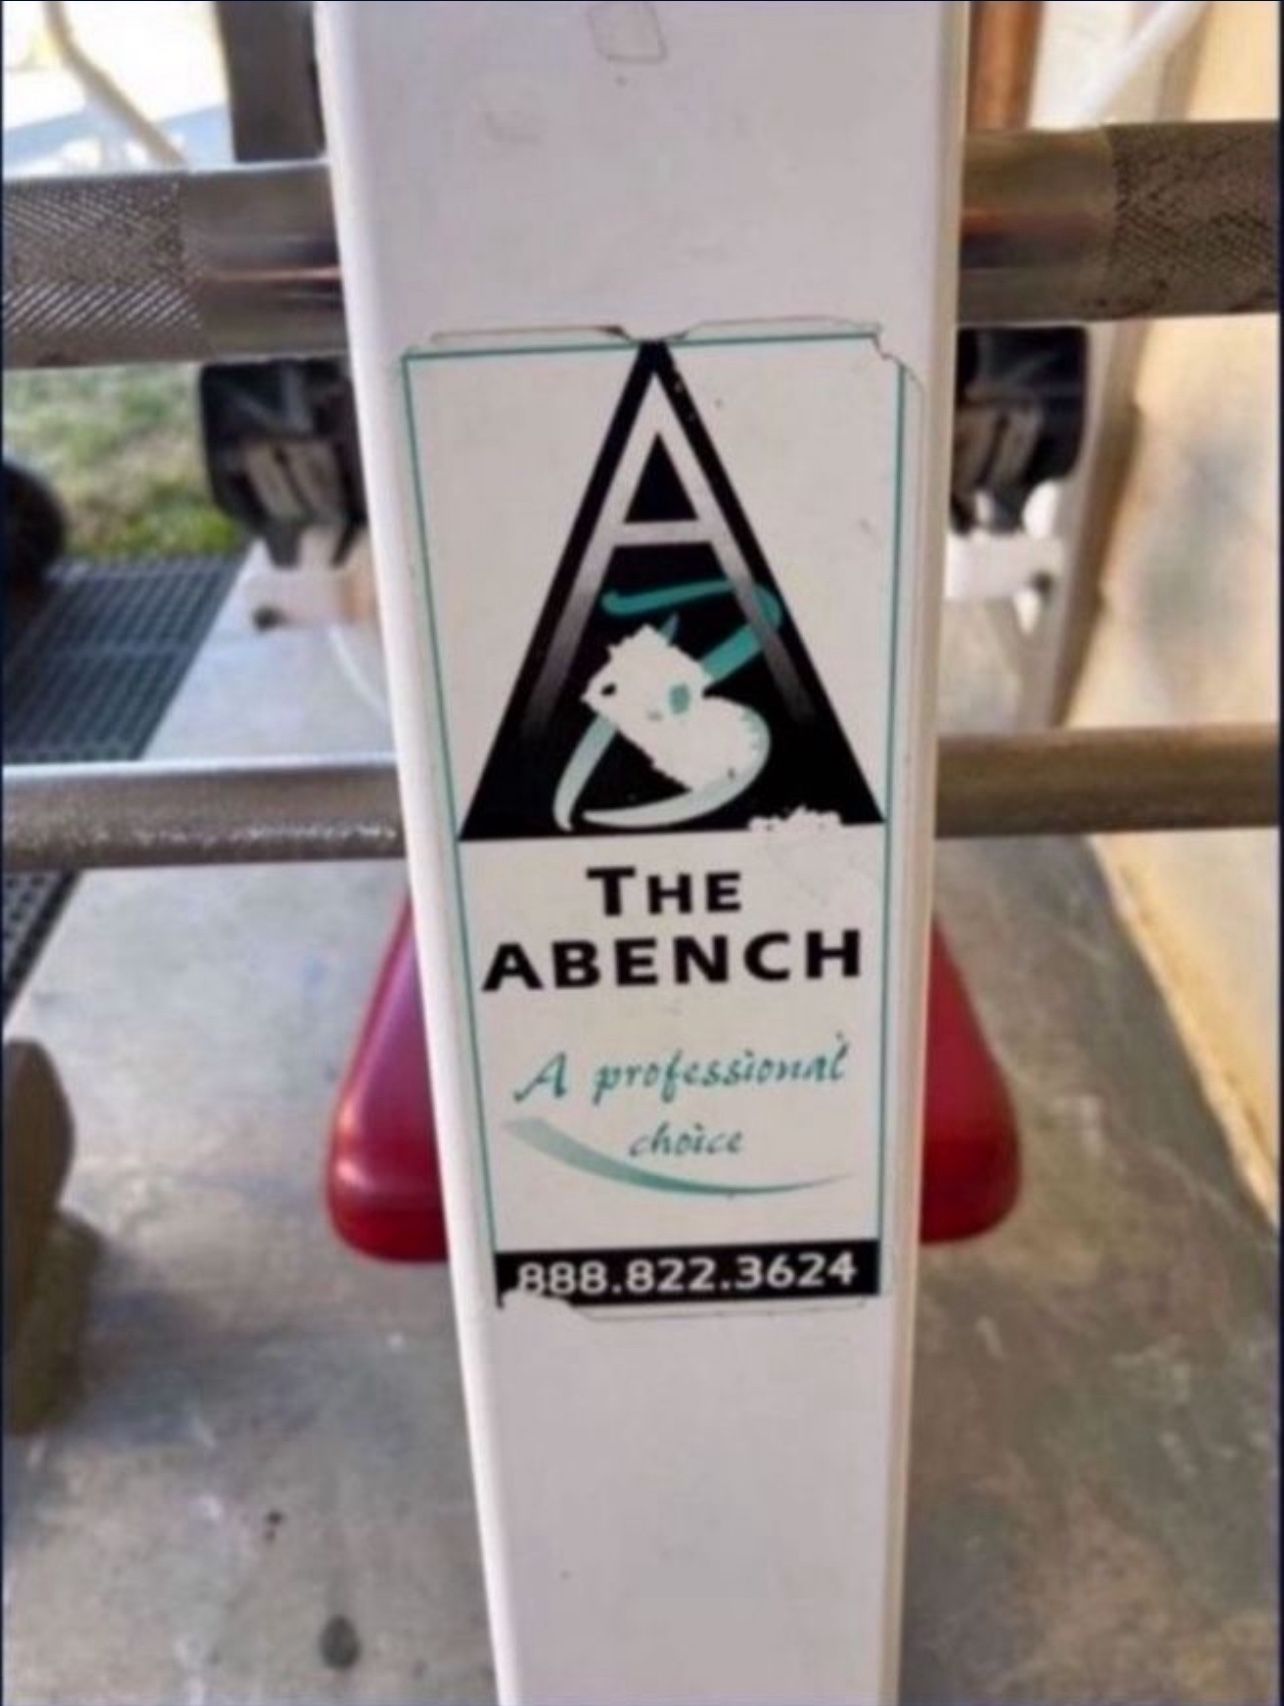 A
B
THE
ABENCH
A professional
choice
888.822.3624